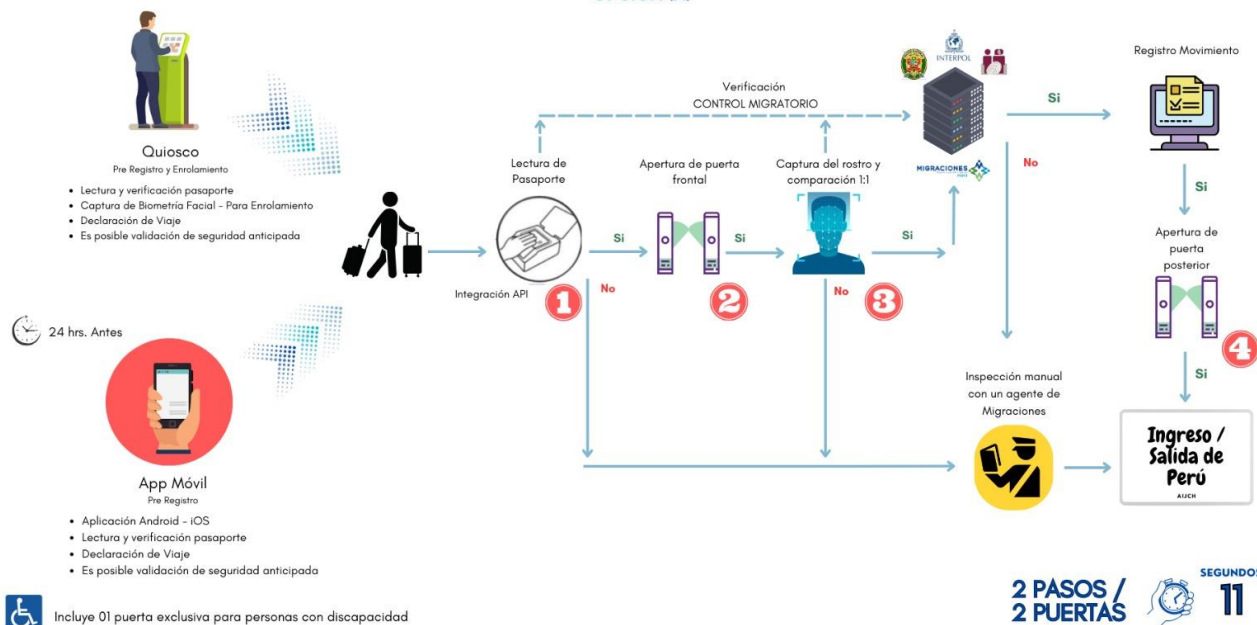 Quiosco
Pre Registro y Enrolamiento
• Lectura y verificación pasaporte
• Captura de Biometría Facial - Para Enrolamiento
• Declaración de Viaje
• Es posible validación de seguridad anticipada
24 hrs. Antes
App Móvil
Pre Registro
• Aplicación Android - iOS
• Lectura y verificación pasaporte
• Declaración de Viaje
• Es posible validación de seguridad anticipada
Incluye 01 puerta exclusiva para personas con discapacidad
Verificación
CONTROL MIGRATORIO
Lectura de
Pasaporte
Integración API
1
Si
No
Apertura de puerta
frontal
2
Si
Captura del rostro y
comparación 1:1
3
Si
No
INTERPOL
MIGRACIONES
Si
No
Registro Movimiento
Si
Apertura de
puerta
posterior
4
Si
Inspección manual
con un agente de
Migraciones
Ingreso /
Salida de
Perú
AIJCH
2 PASOS /
2 PUERTAS
SEGUNDOS
11